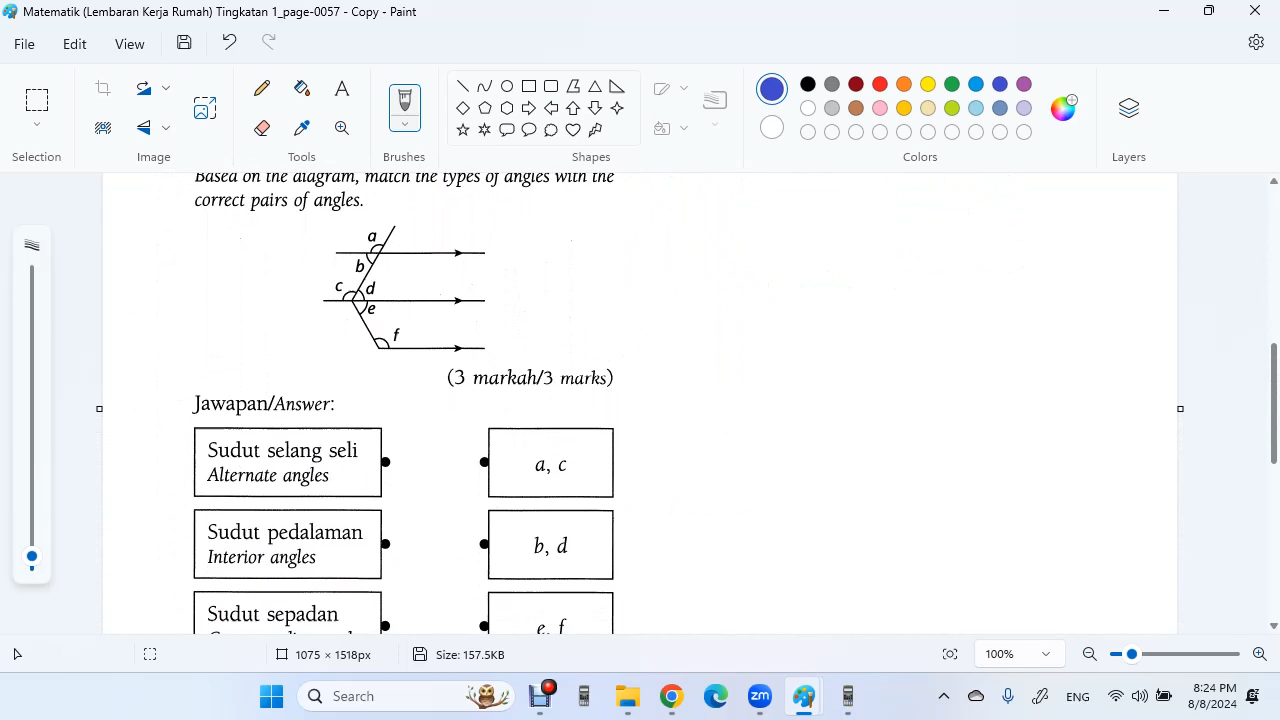 Matematik (Lembaran Kerja Rumah) Tingkatan 1_page-0057 - Copy - Paint
File Edit View
Selection Image Tools Brushes Shapes Colors Layers
Based on the diagram, match the types of angles with the
correct pairs of angles.
a
b
c d
e
f
(3 markah/3 marks)
Jawapan/Answer:
Sudut selang seli
Alternate angles
a, c
Sudut pedalaman
Interior angles
b, d
Sudut sepadan
e, f
1075 × 1518px Size: 157.5KB 100%
Search zm ENG 8:24 PM
8/8/2024